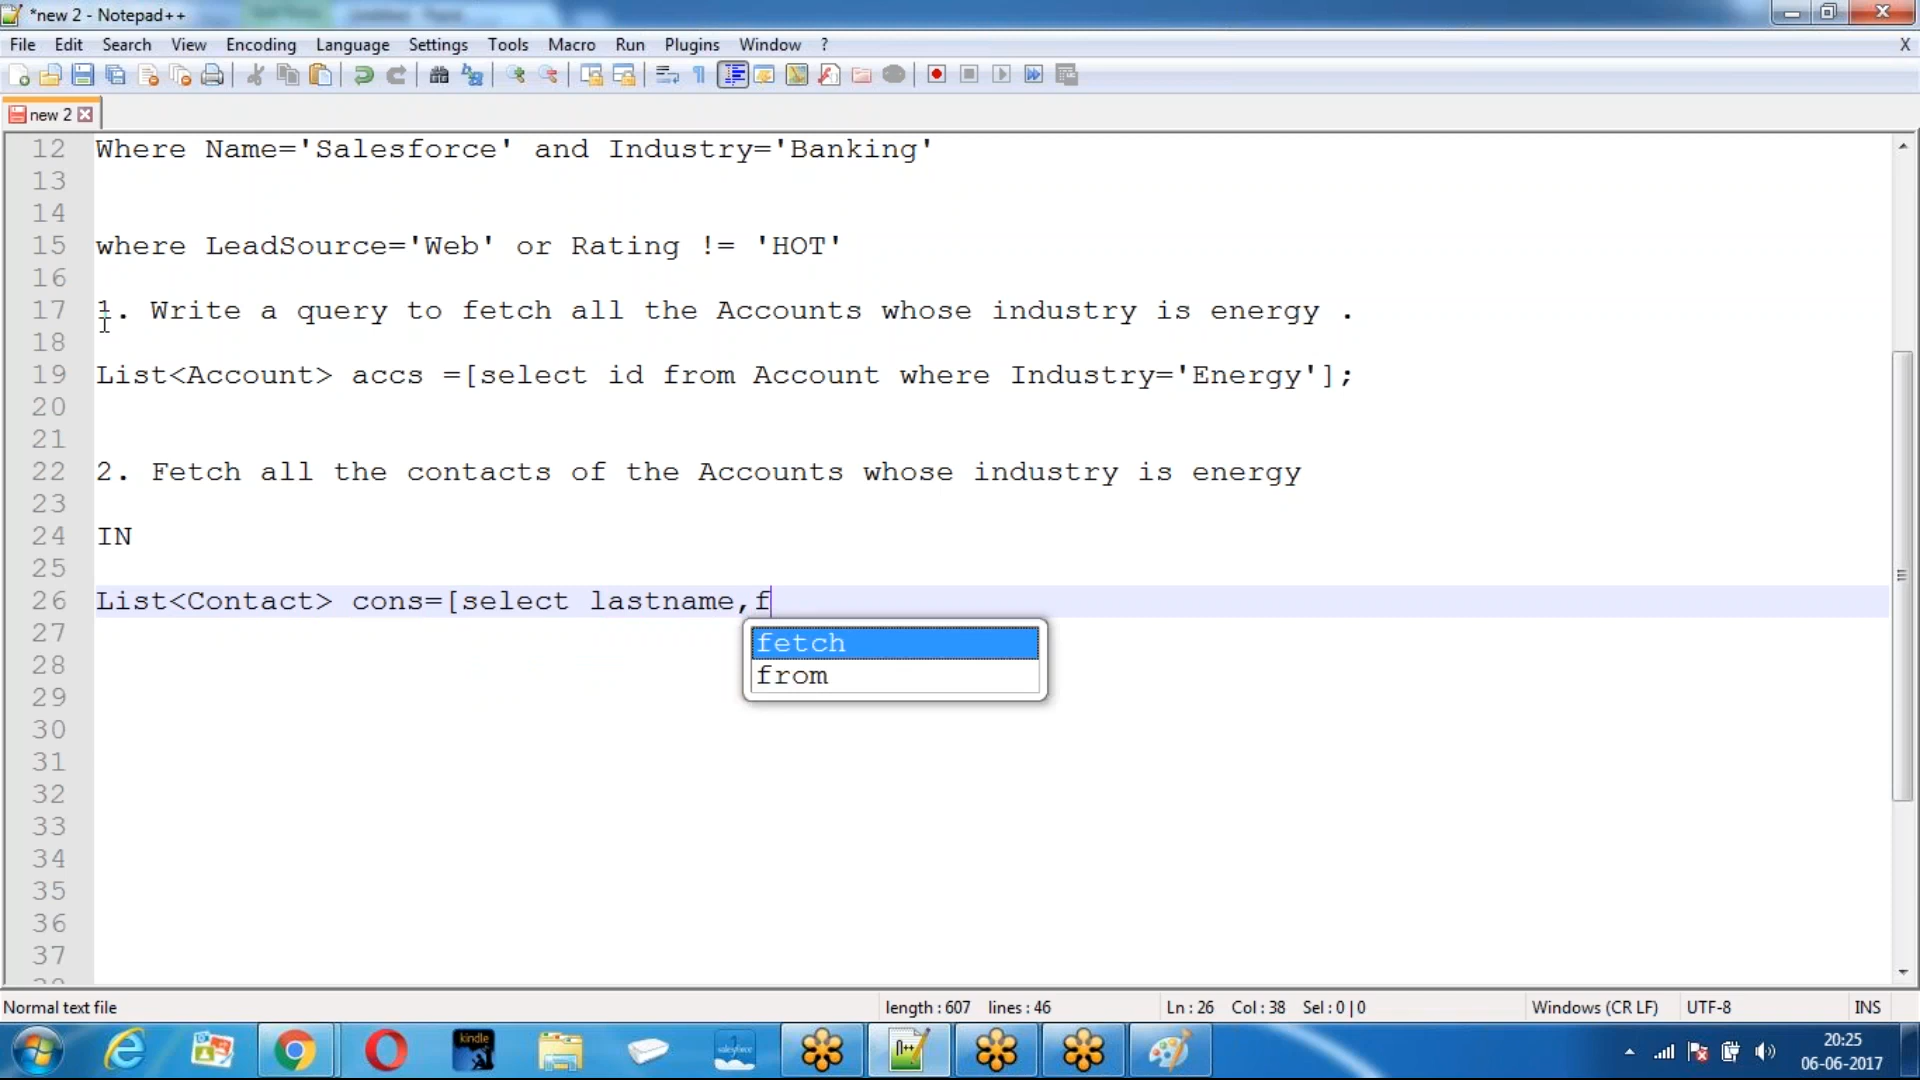 *new 2 - Notepad++
File Edit Search View Encoding Language Settings Tools Macro Run Plugins Window ? X
new 2
12 Where Name='Salesforce' and Industry='Banking'
13
14
15 where LeadSource='Web' or Rating != 'HOT'
16
17 1. Write a query to fetch all the Accounts whose industry is energy .
18
19 List<Account> accs =[select id from Account where Industry='Energy'];
20
21
22 2. Fetch all the contacts of the Accounts whose industry is energy
23
24 IN
25
26 List<Contact> cons=[select lastname,f
27
fetch
28
from
29
30
31
32
33
34
35
36
37
Normal text file length : 607 lines : 46 Ln : 26 Col : 38 Sel : 0 | 0 Windows (CR LF) UTF-8 INS
kindle
salesforce
20:25
06-06-2017